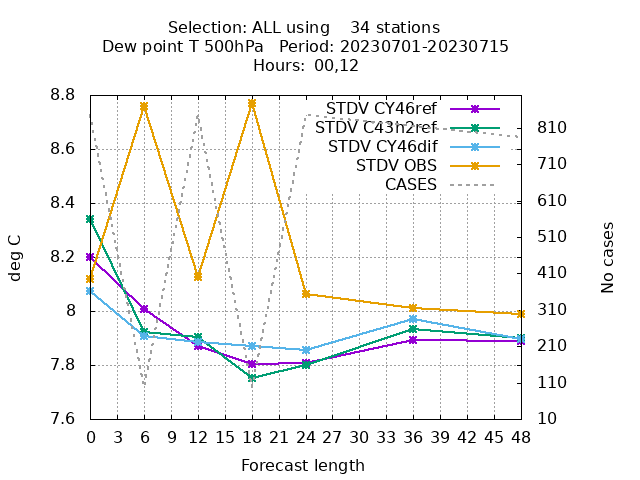 Selection: ALL using    34 stations
Dew point T 500hPa   Period: 20230701-20230715
Hours:  00,12
8.8
8.6
8.4
8.2
8
7.8
7.6
deg C
STDV CY46ref
STDV C43h2ref
STDV CY46dif
STDV OBS
CASES
810
710
610
510
410
310
210
110
10
No cases
0 3 6 9 12 15 18 21 24 27 30 33 36 39 42 45 48
Forecast length